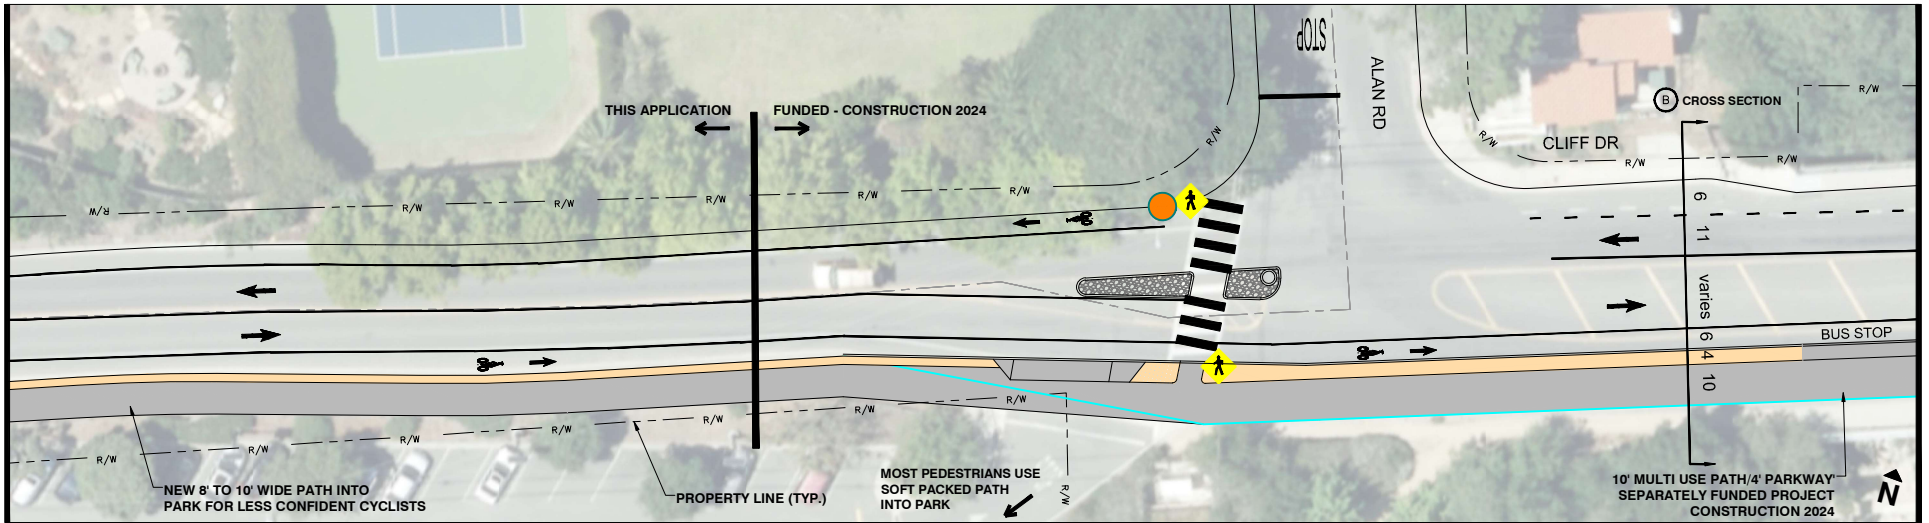 STOP
ALAN RD
THIS APPLICATION
FUNDED - CONSTRUCTION 2024
R/W
B CROSS SECTION
CLIFF DR
R/W
R/W
R/W
R/W
R/W
R/W
R/W
R/W
R/W
R/W
R/W
6
11
varies
6
4
10
BUS STOP
R/W
R/W
R/W
R/W
R/W
R/W
R/W
R/W
NEW 8' TO 10' WIDE PATH INTO
PARK FOR LESS CONFIDENT CYCLISTS
PROPERTY LINE (TYP.)
MOST PEDESTRIANS USE
SOFT PACKED PATH
INTO PARK
10' MULTI USE PATH/4' PARKWAY
SEPARATELY FUNDED PROJECT
CONSTRUCTION 2024
N